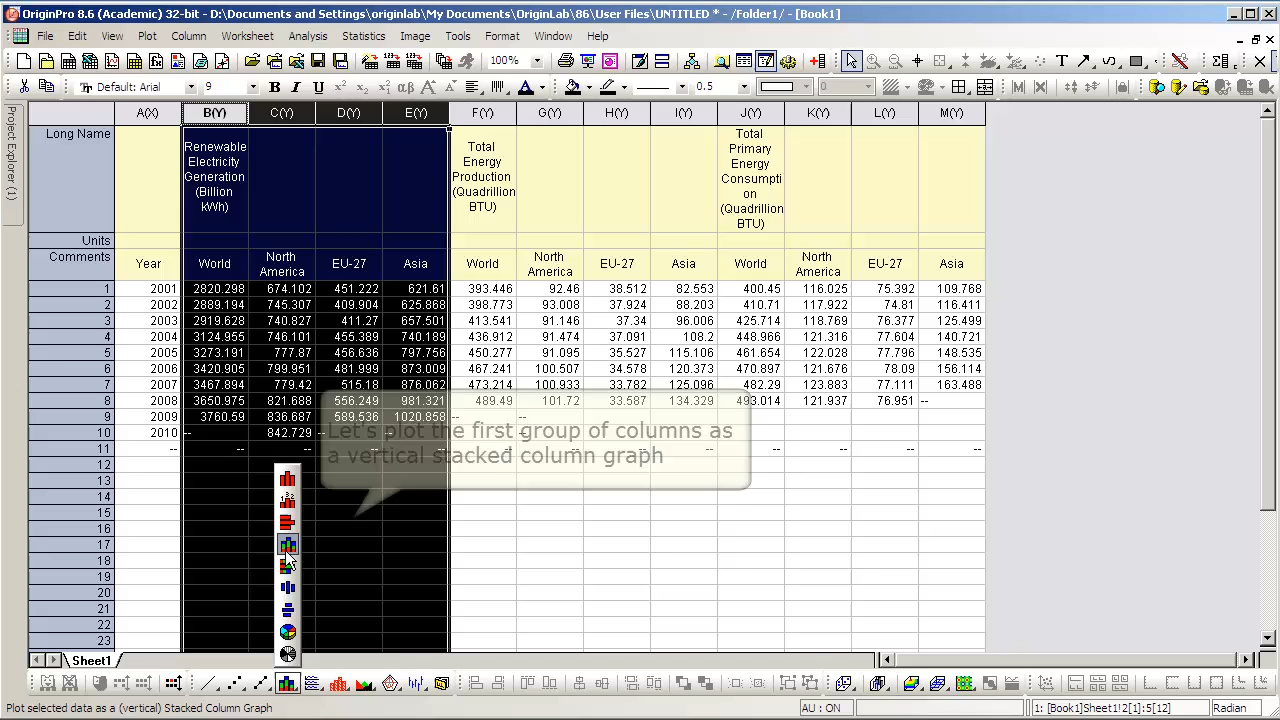 OriginPro 8.6 (Academic) 32-bit - D:\Documents and Settings\originlab\My Documents\OriginLab\86\User Files\UNTITLED * - /Folder1/ - [Book1]
File Edit View Plot Column Worksheet Analysis Statistics Image Tools Format Window Help
100%
Default: Arial 9 B I U 0.5 0
Project Explorer (1)
A(X) B(Y) C(Y) D(Y) E(Y) F(Y) G(Y) H(Y) I(Y) J(Y) K(Y) L(Y) M(Y)
Long Name
Renewable
Electricity
Generation
(Billion
kWh)
Total
Energy
Production
(Quadrillion
BTU)
Total
Primary
Energy
Consumpti
on
(Quadrillion
BTU)
Units
Comments Year World North America EU-27 Asia World North America EU-27 Asia World North America EU-27 Asia
1 2001 2820.298 674.102 451.222 621.61 393.446 92.46 38.512 82.553 400.45 116.025 75.392 109.768
2 2002 2889.194 745.307 409.904 625.868 398.773 93.008 37.924 88.203 410.71 117.922 74.81 116.411
3 2003 2919.628 740.827 411.27 657.501 413.541 91.146 37.34 96.006 425.714 118.769 76.377 125.499
4 2004 3124.955 746.101 455.389 740.189 436.912 91.474 37.091 108.2 448.966 121.316 77.604 140.721
5 2005 3273.191 777.87 456.636 797.756 450.277 91.095 35.527 115.106 461.654 122.028 77.796 148.535
6 2006 3420.905 799.951 481.999 873.009 467.241 100.507 34.578 120.373 470.897 121.676 78.09 156.114
7 2007 3467.894 779.42 515.18 876.062 473.214 100.933 33.782 125.096 482.29 123.883 77.111 163.488
8 2008 3650.975 821.688 556.249 981.321 489.49 101.72 33.587 134.329 493.014 121.937 76.951 --
9 2009 3760.59 836.687 589.536 1020.858 -- --
10 2010 -- 842.729 --
11 -- -- -- -- -- -- -- --
Let's plot the first group of columns as
a vertical stacked column graph
12
13
14
15
16
17
18
19
20
21
22
23
Sheet1
Plot selected data as a (vertical) Stacked Column Graph AU : ON 1: [Book1]Sheet1!2[1]:5[12] Radian